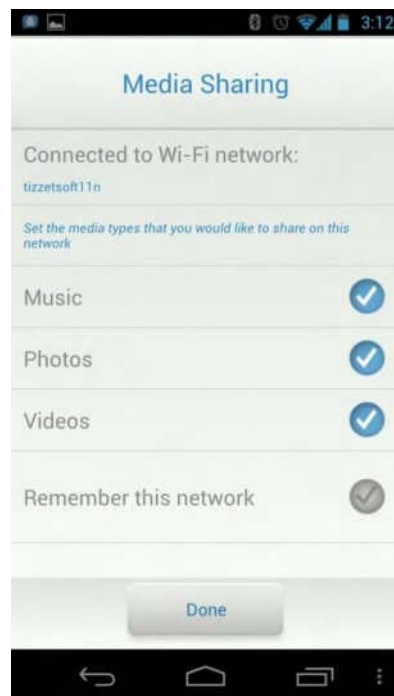 3:12
Media Sharing
Connected to Wi-Fi network:
tizzetsoft11n
Set the media types that you would like to share on this
network
Music
Photos
Videos
Remember this network
Done